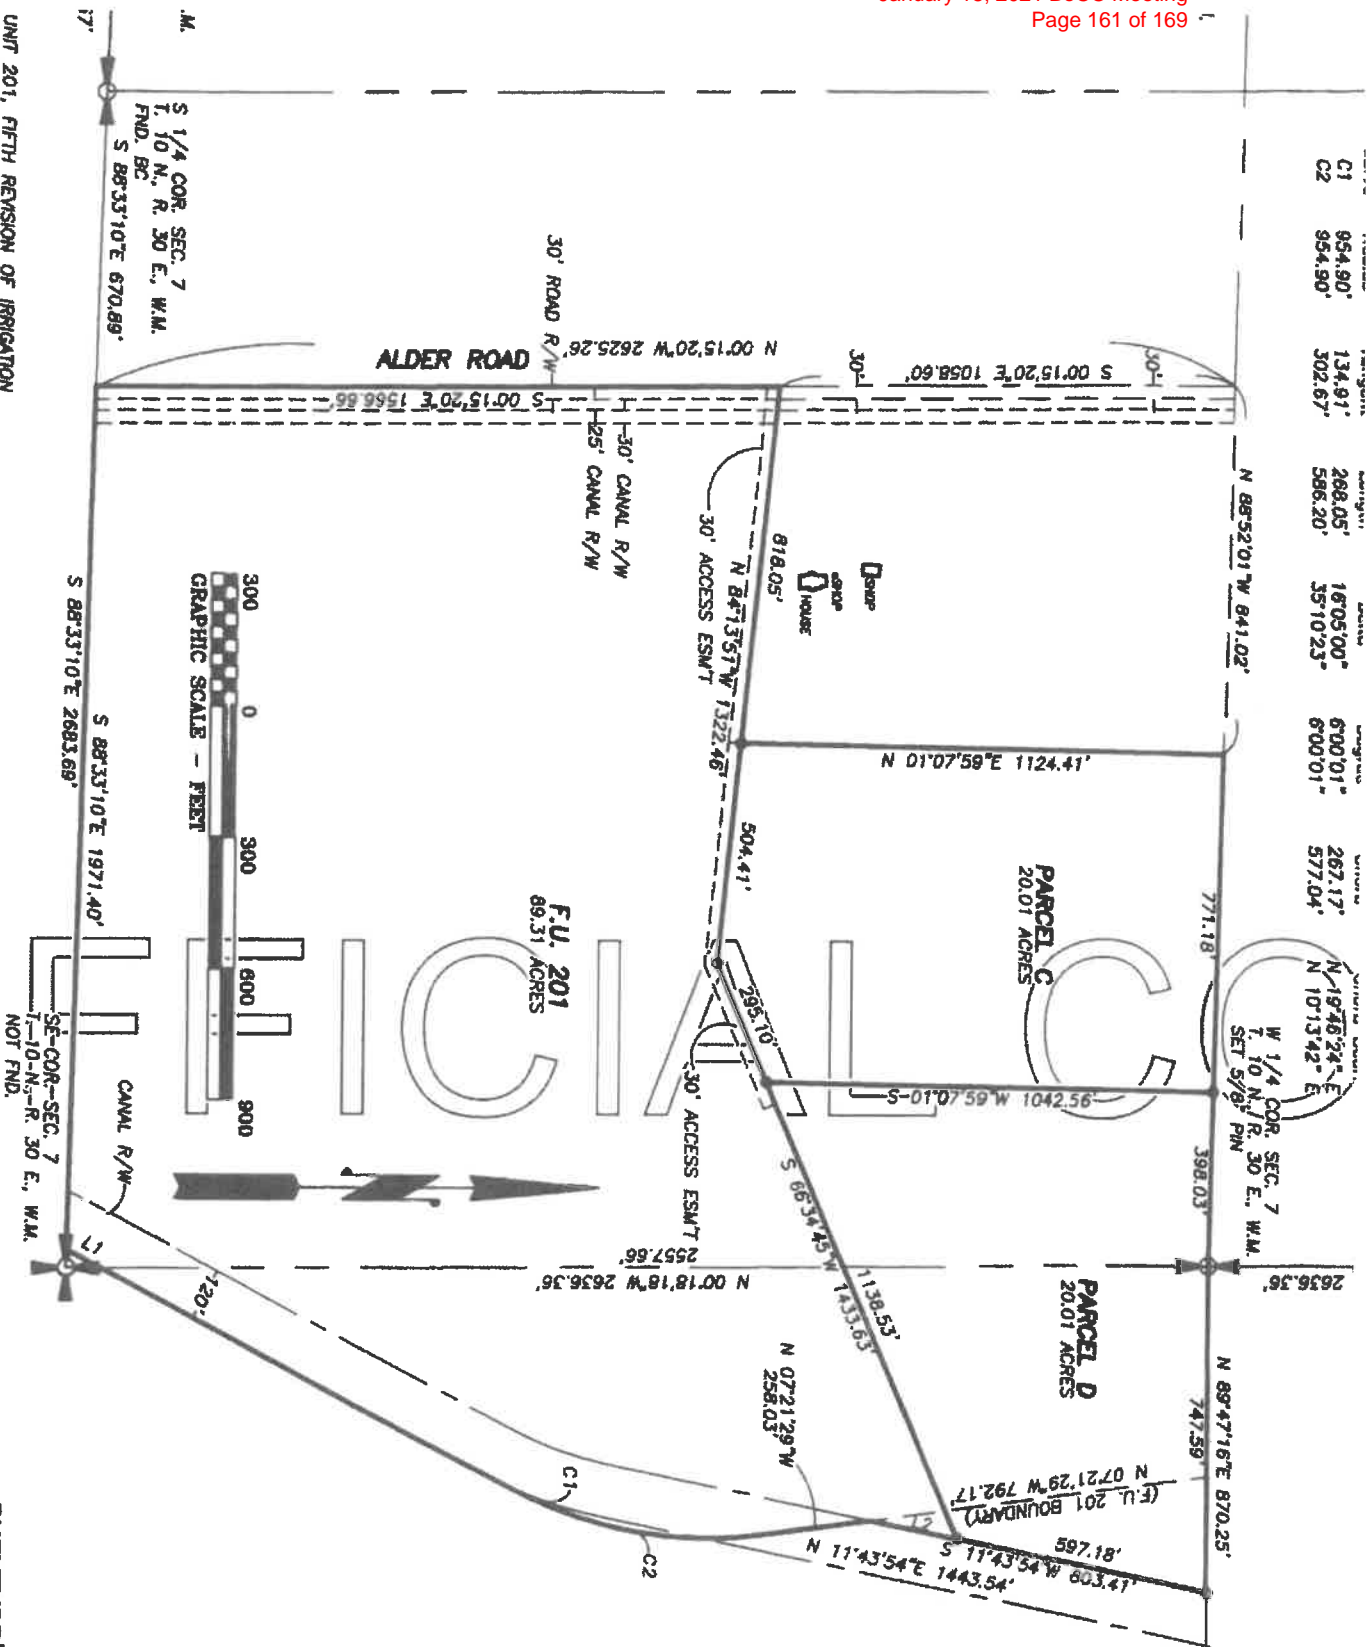 Page 161 of 169
C1 954.90' 134.91' 268.05' 16°05'00" 6°00'01" 267.17' N 19°46'24" E
C2 954.90' 302.67' 586.20' 35°10'23" 6°00'01" 577.04' N 10°13'42" E
S 1/4 COR. SEC. 7
T. 10 N., R. 30 E., W.M.
FND. BC
S 88°33'10"E 670.89'
UNIT 201, FIFTH REVISION OF IRRIGATION
.M.
30' ROAD R/W
ALDER ROAD
N 00°15'20"W 2625.26'
S 00°15'20"E 1566.66'
S 00°15'20"E 1058.60'
30'
30'
30' CANAL R/W
25' CANAL R/W
N 88°52'01"W 841.02'
30' ACCESS ESM'T
818.05'
N 84°13'51"W 1322.46'
SHOP
SHOP
HOUSE
300 0 300 600 900
GRAPHIC SCALE - FEET
S 88°33'10"E 2683.69'
S 88°33'10"E 1971.40'
N 01°07'59"E 1124.41'
504.41'
771.18'
PARCEL C
20.01 ACRES
F.U. 201
89.31 ACRES
295.10'
30' ACCESS ESM'T
S 01°07'59"W 1042.56'
W 1/4 COR. SEC. 7
T. 10 N., R. 30 E., W.M.
SET 5/8" PIN
398.03'
FFICIAL CO
SE COR. SEC. 7
T. 10 N., R. 30 E., W.M.
NOT FND.
CANAL R/W
L1
120'
2557.66'
N 00°18'18"W 2636.36'
2636.36'
S 66°34'45"W 1433.63'
1138.53'
PARCEL D
20.01 ACRES
N 89°47'16"E 870.25'
747.59'
N 07°21'29"W
258.03'
N 07°21'29"W 792.17'
(F.U. 201 BOUNDARY)
L2
C1
C2
597.18'
S 11°43'54"W 603.41'
N 11°43'54"E 1443.54'